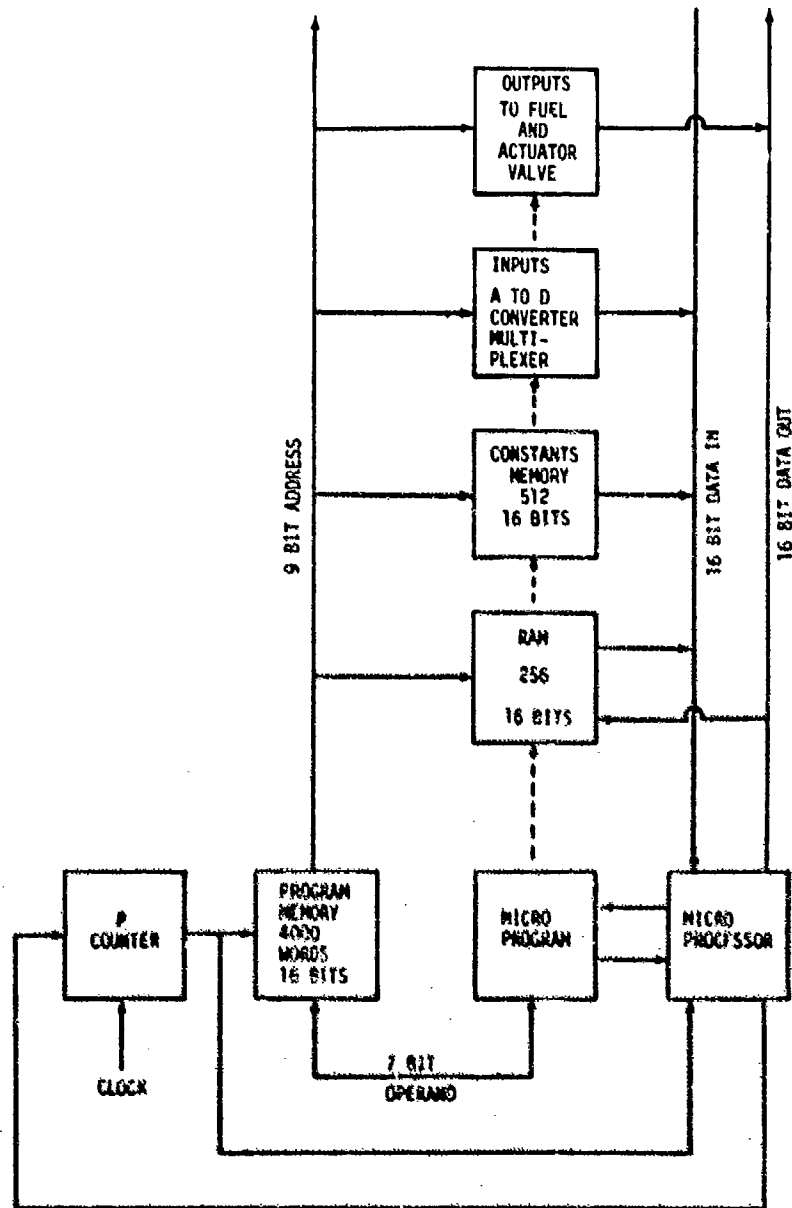 OUTPUTS
TO FUEL
AND
ACTUATOR
VALVE
INPUTS
A TO D
CONVERTER
MULTI-
PLEXER
CONSTANTS
MEMORY
512
16 BITS
RAM
256
16 BITS
9 BIT ADDRESS
16 BIT DATA IN
16 BIT DATA OUT
P
COUNTER
PROGRAM
MEMORY
4000
WORDS
16 BITS
MICRO
PROGRAM
MICRO
PROCESSOR
CLOCK
7 BIT
OPERAND